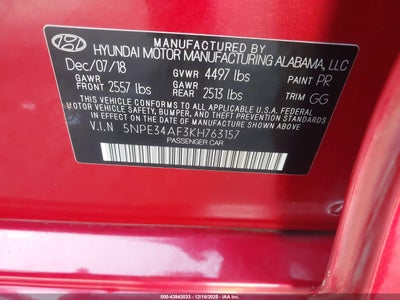 MANUFACTURED BY
HYUNDAI MOTOR MANUFACTURING ALABAMA, LLC
Dec/07/18 GVWR 4497 lbs PAINT PR
GAWR FRONT 2557 lbs GAWR REAR 2513 lbs TRIM GG
THIS VEHICLE CONFORMS TO ALL APPLICABLE
FEDERAL MOTOR VEHICLE SAFETY, BUMPER, AND THEFT
PREVENTION STANDARDS IN EFFECT ON THE DATE OF
MANUFACTURE SHOWN ABOVE.
V.I.N 5NPE34AF3KH763157
PASSENGER CAR
000-43942033 - 12/18/2025 - IAA Inc.